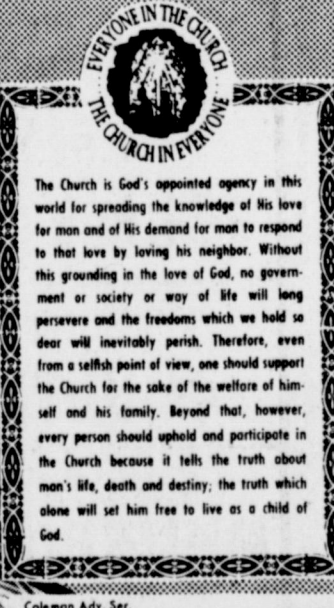 EVERYONE IN THE CHURCH...
THE CHURCH IN EVERYONE
The Church is God's appointed agency in this
world for spreading the knowledge of His love
for man and of His demand for man to respond
to that love by loving his neighbor. Without
this grounding in the love of God, no govern-
ment or society or way of life will long
persevere and the freedoms which we hold so
dear will inevitably perish. Therefore, even
from a selfish point of view, one should support
the Church for the sake of the welfare of him-
self and his family. Beyond that, however,
every person should uphold and participate in
the Church because it tells the truth about
man's life, death and destiny; the truth which
alone will set him free to live as a child of
God.
Coleman Adv. Ser.